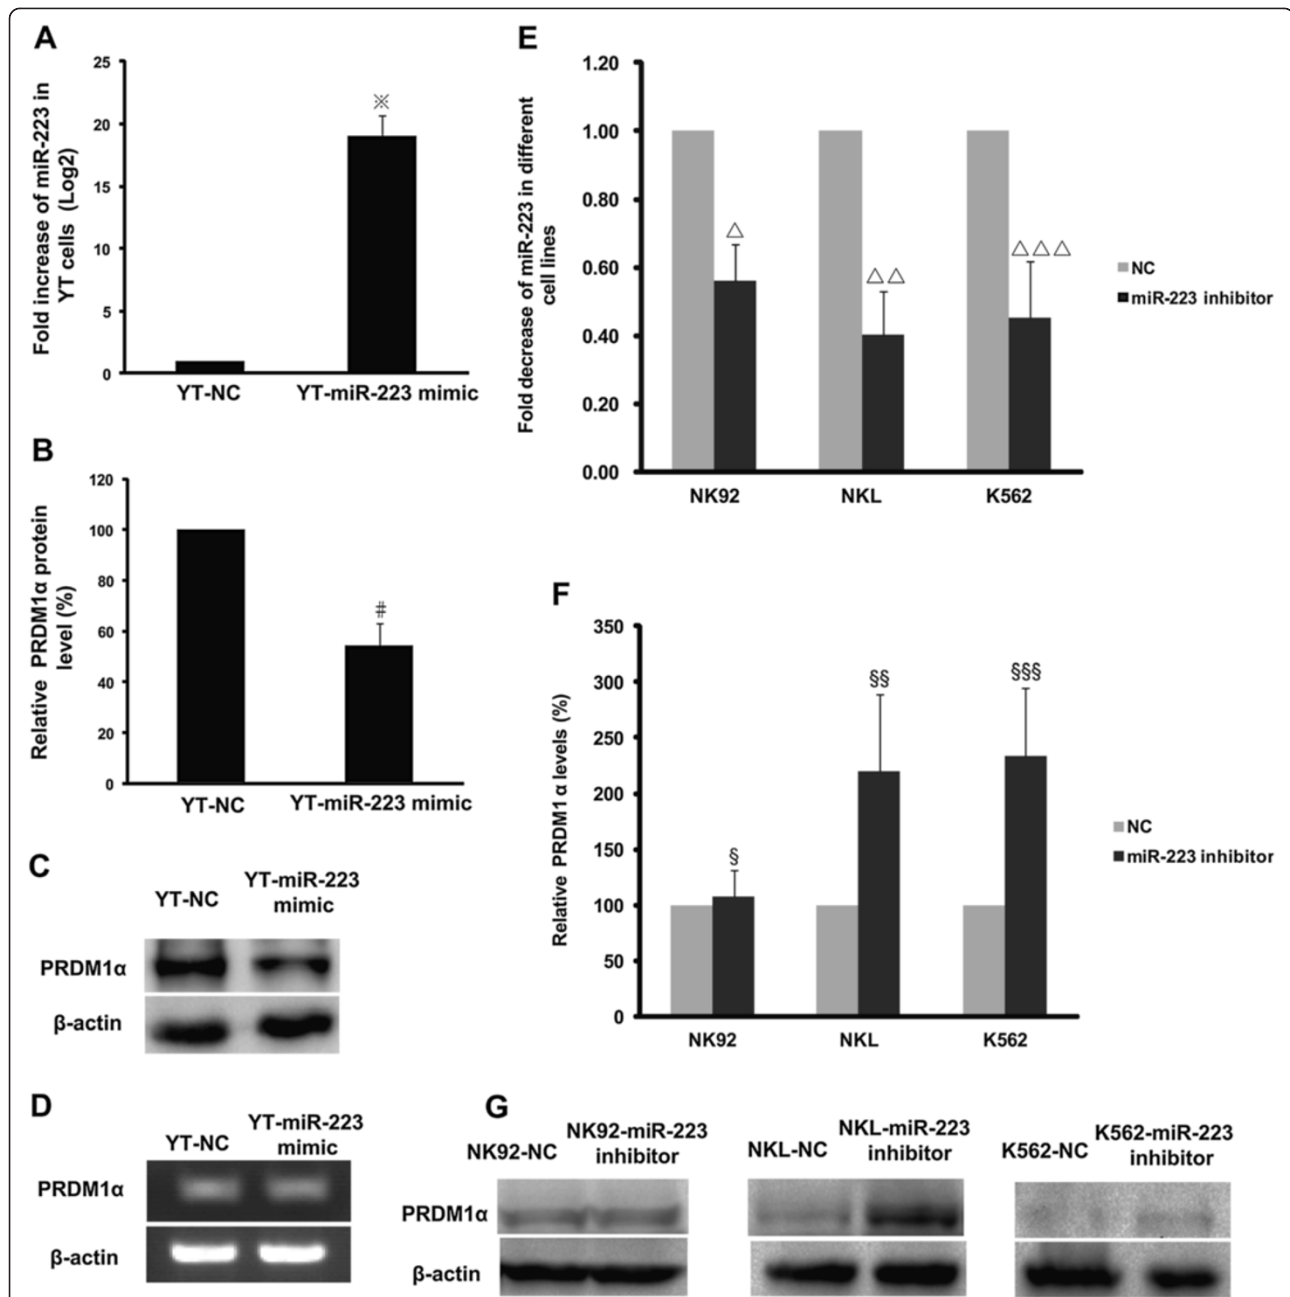 A
Fold increase of miR-223 in
YT cells (Log2)
25
20
15
10
5
0
※
YT-NC
YT-miR-223 mimic
B
Relative PRDM1α protein
level (%)
120
100
80
60
40
20
0
#
YT-NC
YT-miR-223 mimic
C
YT-NC
YT-miR-223
mimic
PRDM1α
β-actin
D
YT-NC
YT-miR-223
mimic
PRDM1α
β-actin
E
Fold decrease of miR-223 in different
cell lines
1.20
1.00
0.80
0.60
0.40
0.20
0.00
△
△△
△△△
NK92
NKL
K562
NC
miR-223 inhibitor
F
Relative PRDM1 α levels (%)
350
300
250
200
150
100
50
0
§
§§
§§§
NK92
NKL
K562
NC
miR-223 inhibitor
G
NK92-NC
NK92-miR-223
inhibitor
NKL-NC
NKL-miR-223
inhibitor
K562-NC
K562-miR-223
inhibitor
PRDM1α
β-actin